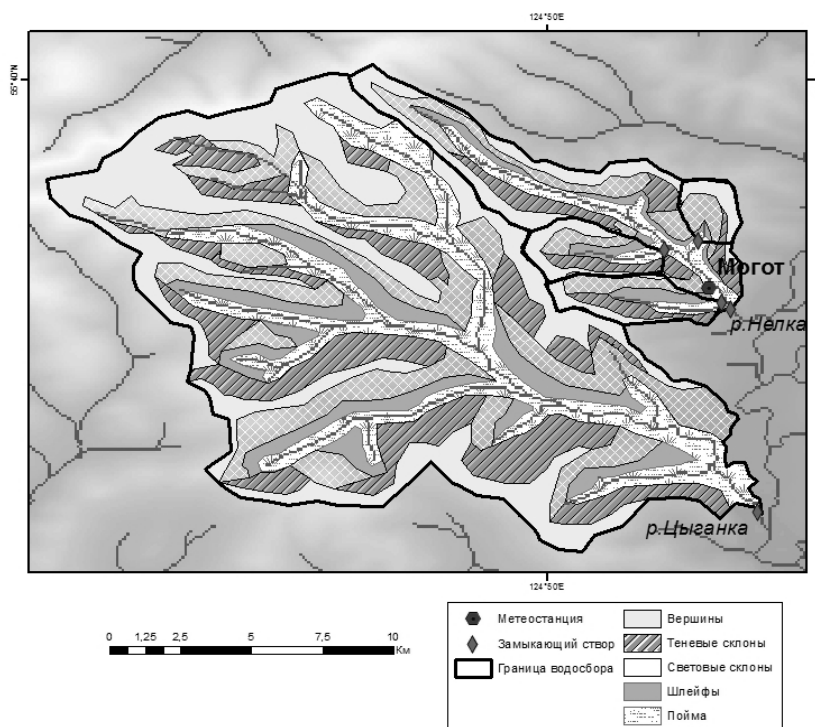 124°50'E
55°40'N
Могот
р.Нелка
р.Цыганка
124°50'E
0 1,25 2,5 5 7,5 10
Км
Метеостанция
Замыкающий створ
Граница водосбора
Вершины
Теневые склоны
Световые склоны
Шлейфы
Пойма